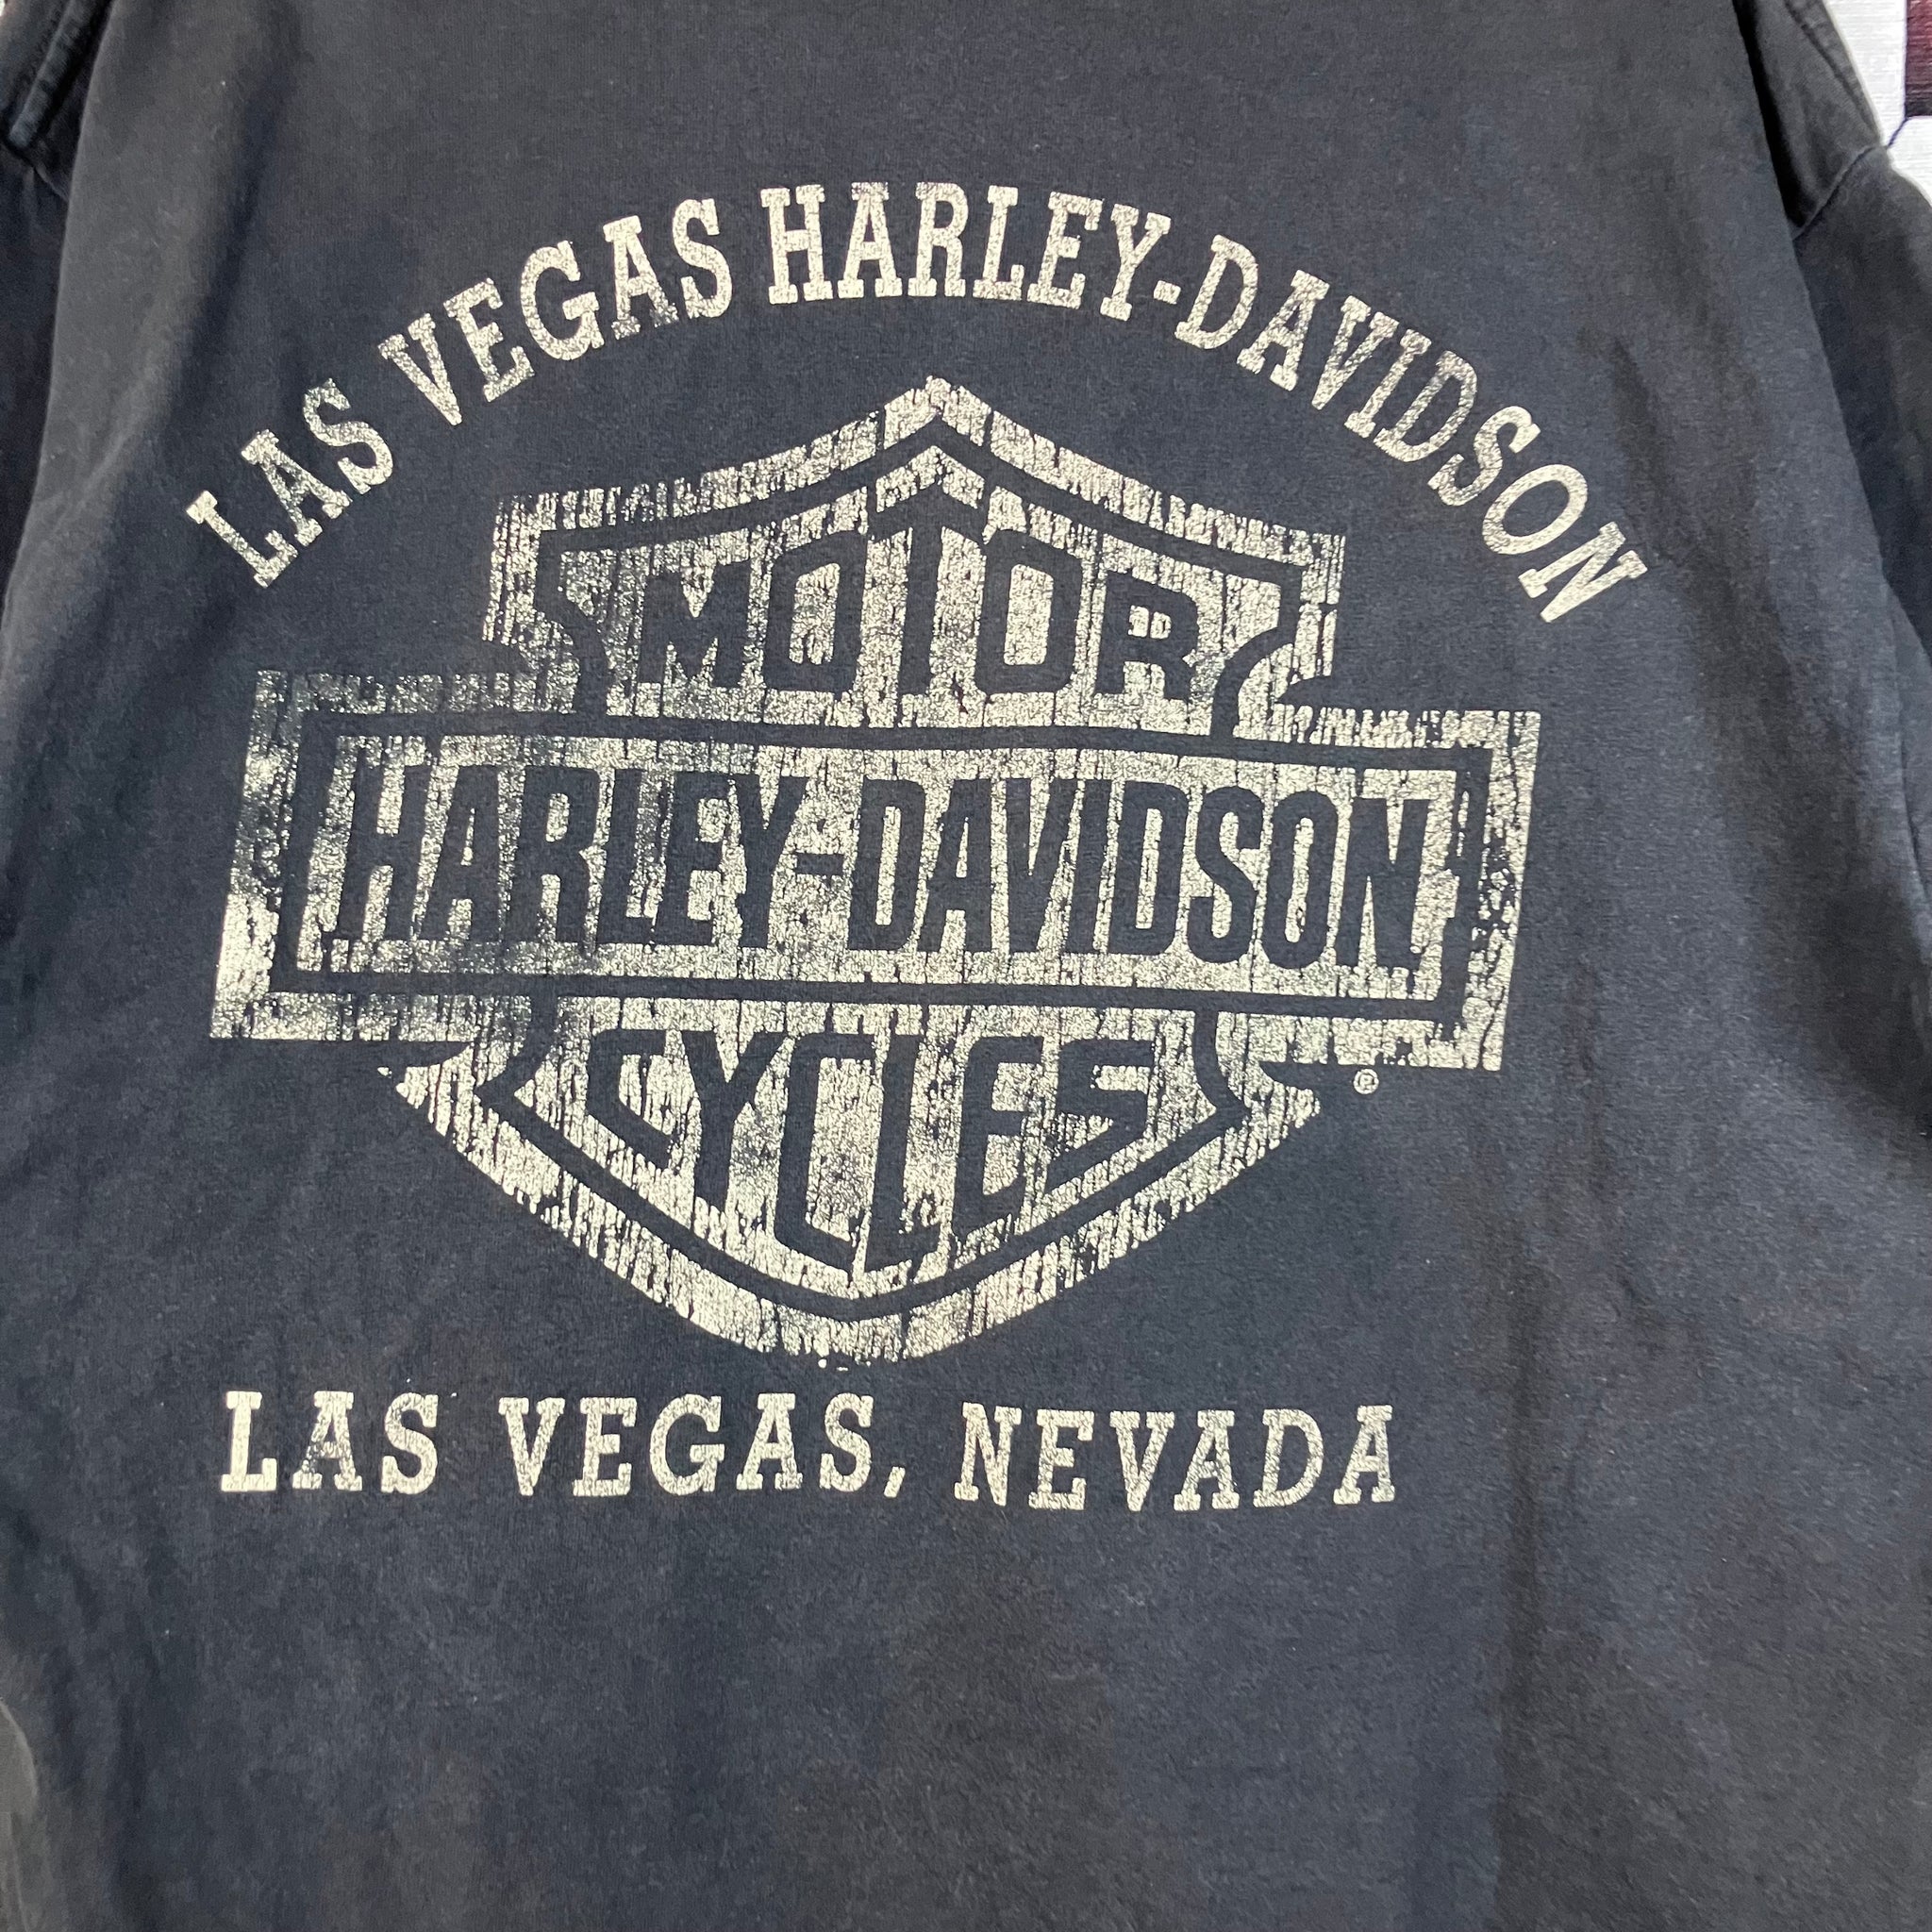 LAS VEGAS HARLEY-DAVIDSON
MOTOR
HARLEY-DAVIDSON
CYCLES
®
LAS VEGAS, NEVADA